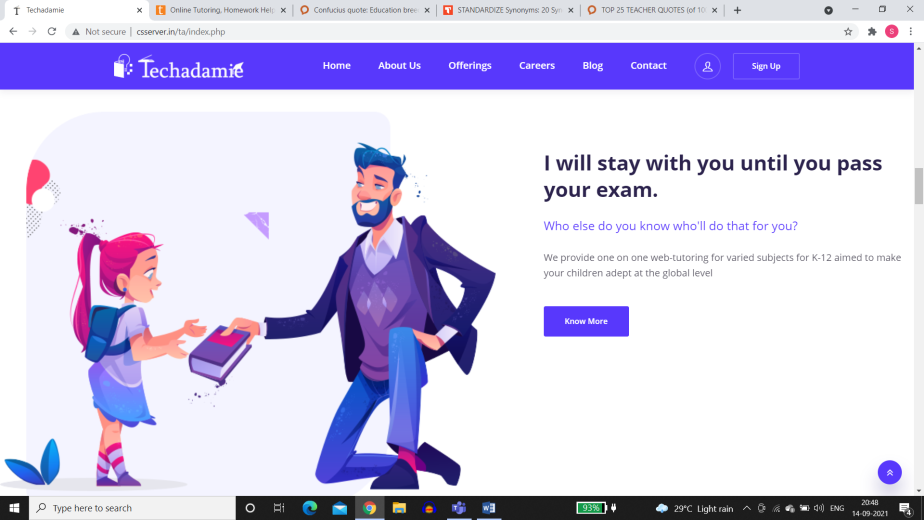 Techadamie
Online Tutoring, Homework Help
Confucius quote: Education bree
STANDARDIZE Synonyms: 20 Syn
TOP 25 TEACHER QUOTES (of 10
Not secure | csserver.in/ta/index.php
S
Techadamie
Home
About Us
Offerings
Careers
Blog
Contact
Sign Up
I will stay with you until you pass
your exam.
Who else do you know who'll do that for you?
We provide one on one web-tutoring for varied subjects for K-12 aimed to make
your children adept at the global level
Know More
Type here to search
93%
29°C Light rain
ENG
20:48
14-09-2021
4